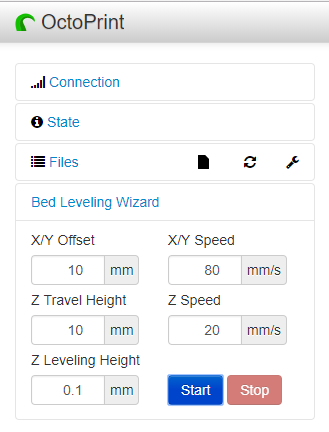 OctoPrint
Connection
State
Files
Bed Leveling Wizard
X/Y Offset X/Y Speed
10 mm 80 mm/s
Z Travel Height Z Speed
10 mm 20 mm/s
Z Leveling Height
0.1 mm Start Stop